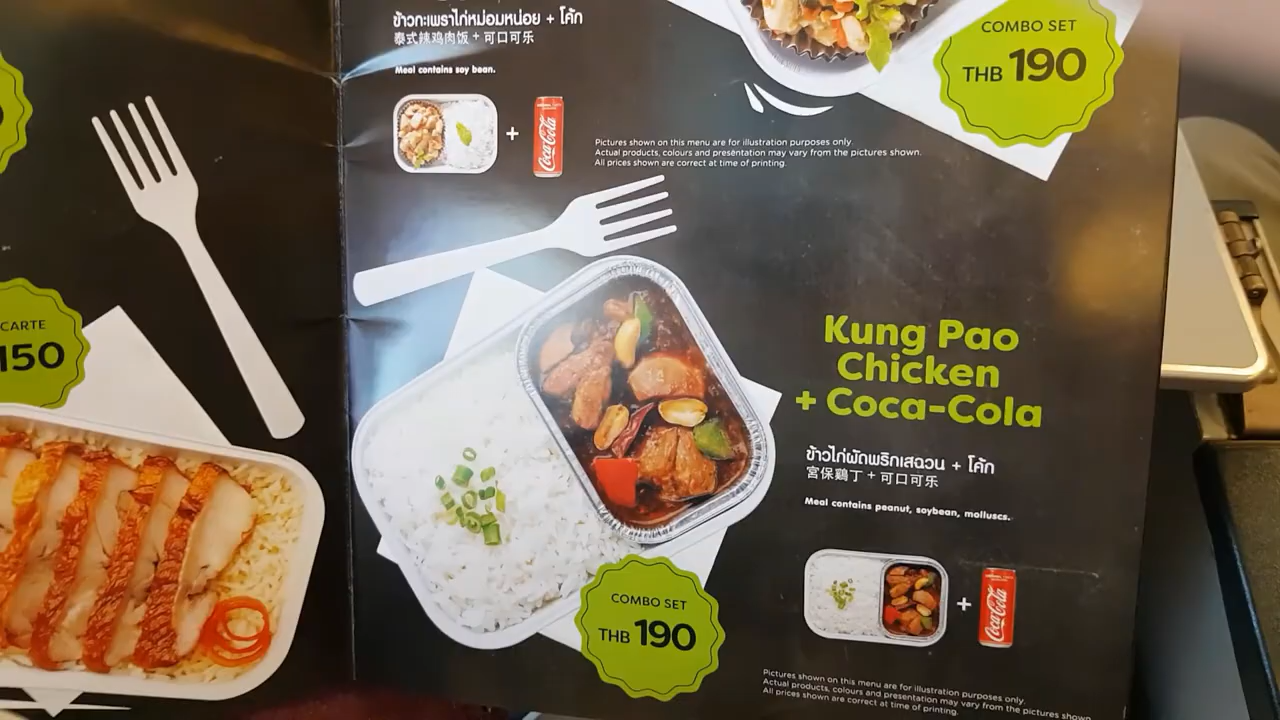 ข้าวกะเพราไก่หม่อมหน่อย + โค้ก
泰式辣鸡肉饭 + 可口可乐
Meal contains soy bean.
+
Coca-Cola
COMBO SET
THB 190
Pictures shown on this menu are for illustration purposes only
Actual products, colours and presentation may vary from the pictures shown.
All prices shown are correct at time of printing.
CARTE
150
Kung Pao
Chicken
+ Coca-Cola
ข้าวไก่ผัดพริกเสฉวน + โค้ก
宮保鷄丁 + 可口可乐
Meal contains peanut, soybean, molluscs.
+
Coca-Cola
COMBO SET
THB 190
Pictures shown on this menu are for illustration purposes only.
Actual products, colours and presentation may vary from the pictures shown
All prices shown are correct at time of printing.